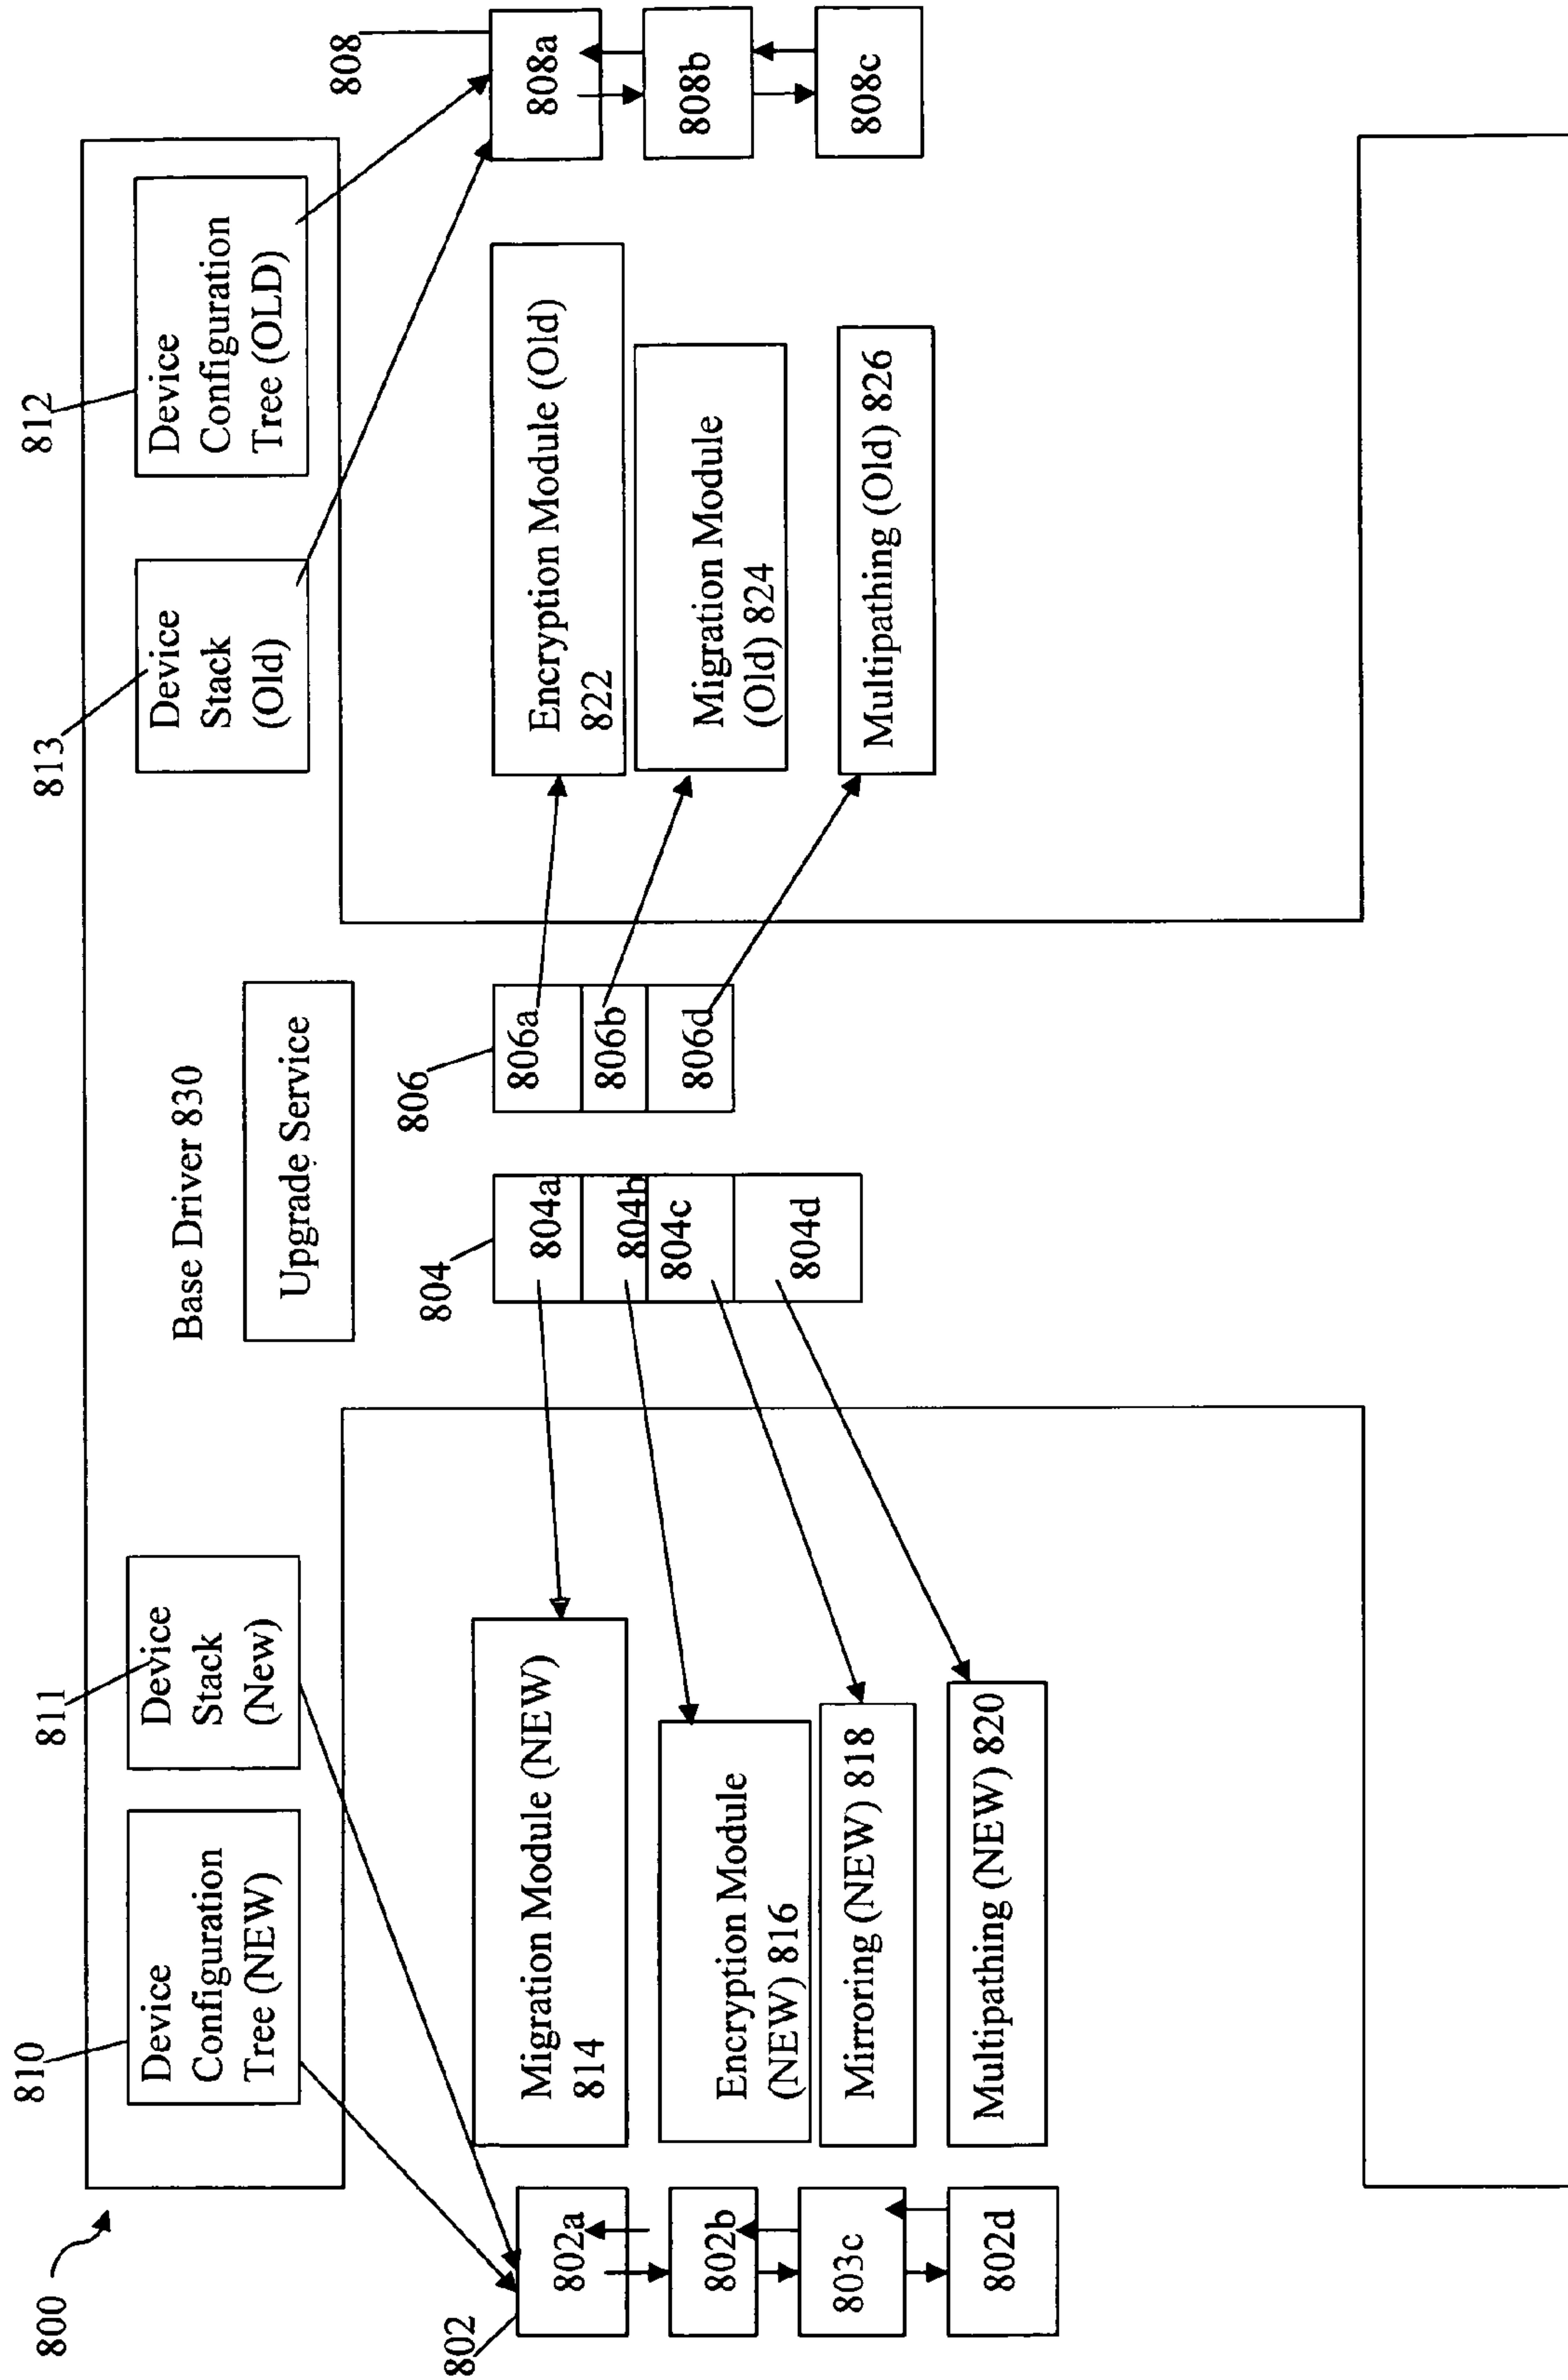 800
810
811
813
812
Device
Configuration
Tree (NEW)
Device
Stack
(New)
Base Driver 830
Upgrade Service
Device
Stack
(Old)
Device
Configuration
Tree (OLD)
802
802a
802b
803c
802d
Migration Module (NEW)
814
Encryption Module
(NEW) 816
Mirroring (NEW) 818
Multipathing (NEW) 820
804
804a
804b
804c
804d
806
806a
806b
806d
Encryption Module (Old)
822
Migration Module
(Old) 824
Multipathing (Old) 826
808
808a
808b
808c